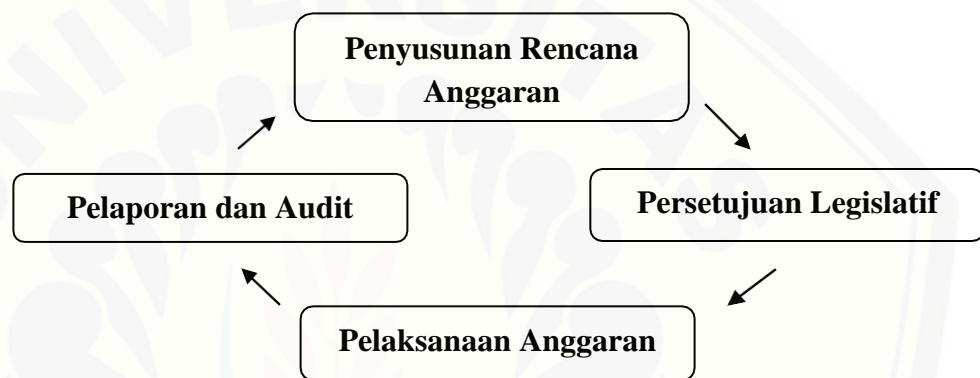 Penyusunan Rencana
Anggaran
Pelaporan dan Audit
Persetujuan Legislatif
Pelaksanaan Anggaran